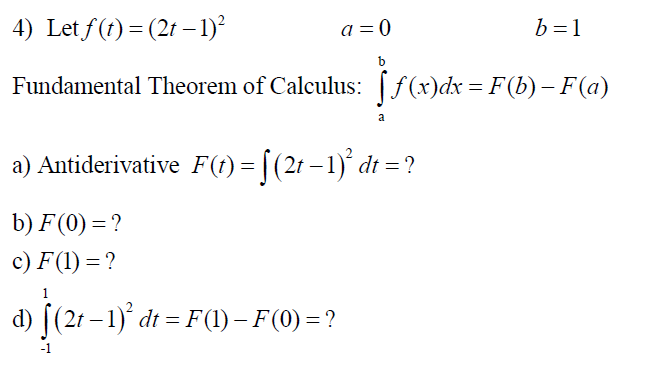 4) Let f(t) = (2t – 1)² a = 0 b = 1
Fundamental Theorem of Calculus: ∫ₐᵇ f(x)dx = F(b) – F(a)
a) Antiderivative F(t) = ∫(2t – 1)² dt = ?
b) F(0) = ?
c) F(1) = ?
d) ∫₋₁¹ (2t – 1)² dt = F(1) – F(0) = ?